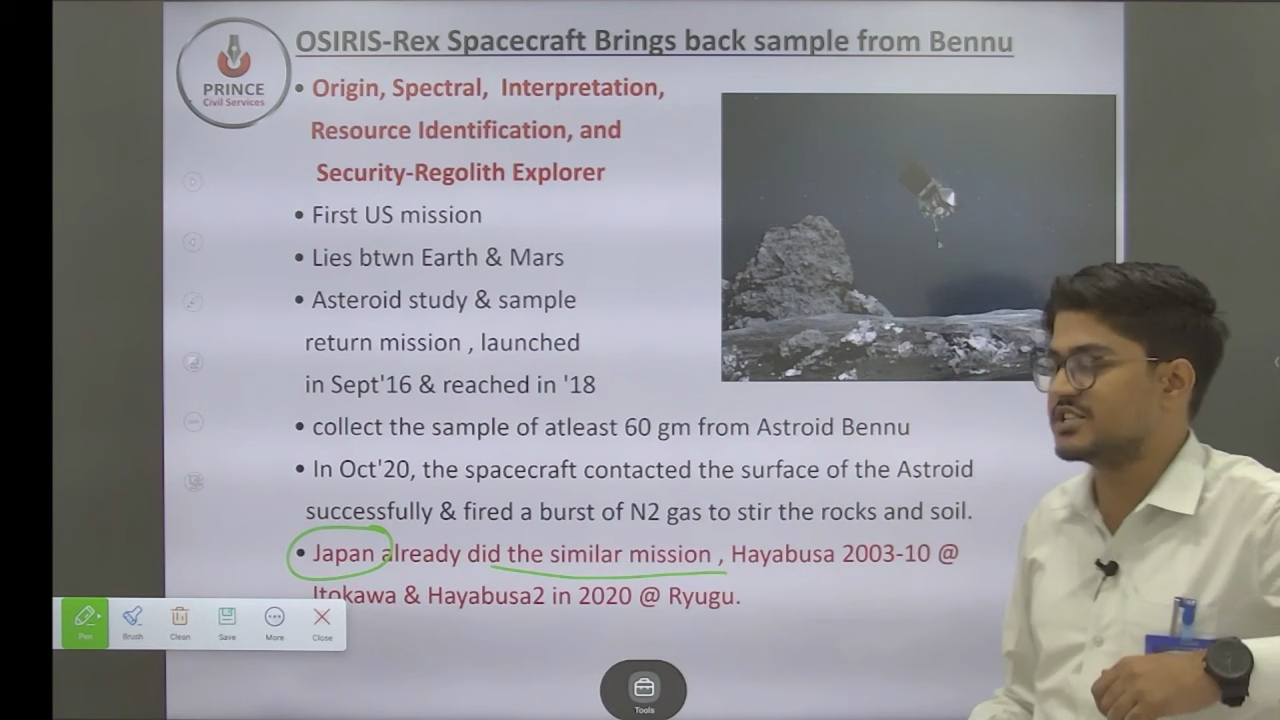 OSIRIS-Rex Spacecraft Brings back sample from Bennu
PRINCE
Civil Services
• Origin, Spectral, Interpretation,
Resource Identification, and
Security-Regolith Explorer
• First US mission
• Lies btwn Earth & Mars
• Asteroid study & sample
return mission , launched
in Sept'16 & reached in '18
• collect the sample of atleast 60 gm from Astroid Bennu
• In Oct'20, the spacecraft contacted the surface of the Astroid
successfully & fired a burst of N2 gas to stir the rocks and soil.
• Japan already did the similar mission , Hayabusa 2003-10 @
Itokawa & Hayabusa2 in 2020 @ Ryugu.
Pen
Brush
Clean
Save
More
Close
Tools